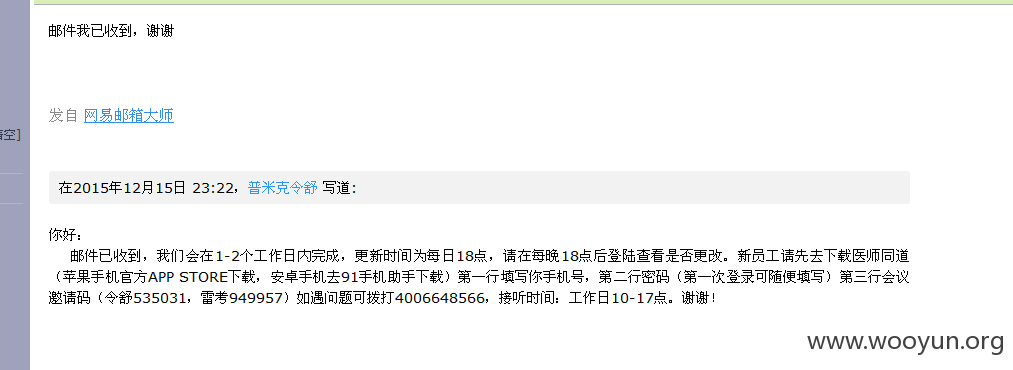 邮件我已收到，谢谢
发自 网易邮箱大师
空]
在2015年12月15日 23:22，普米克令舒 写道：
你好：
邮件已收到，我们会在1-2个工作日内完成，更新时间为每日18点，请在每晚18点后登陆查看是否更改。新员工请先去下载医师同道
（苹果手机官方APP STORE下载，安卓手机去91手机助手下载）第一行填写你手机号，第二行密码（第一次登录可随便填写）第三行会议
邀请码（令舒535031，雷考949957）如遇问题可拨打4006648566，接听时间：工作日10-17点。谢谢！
www.wooyun.org